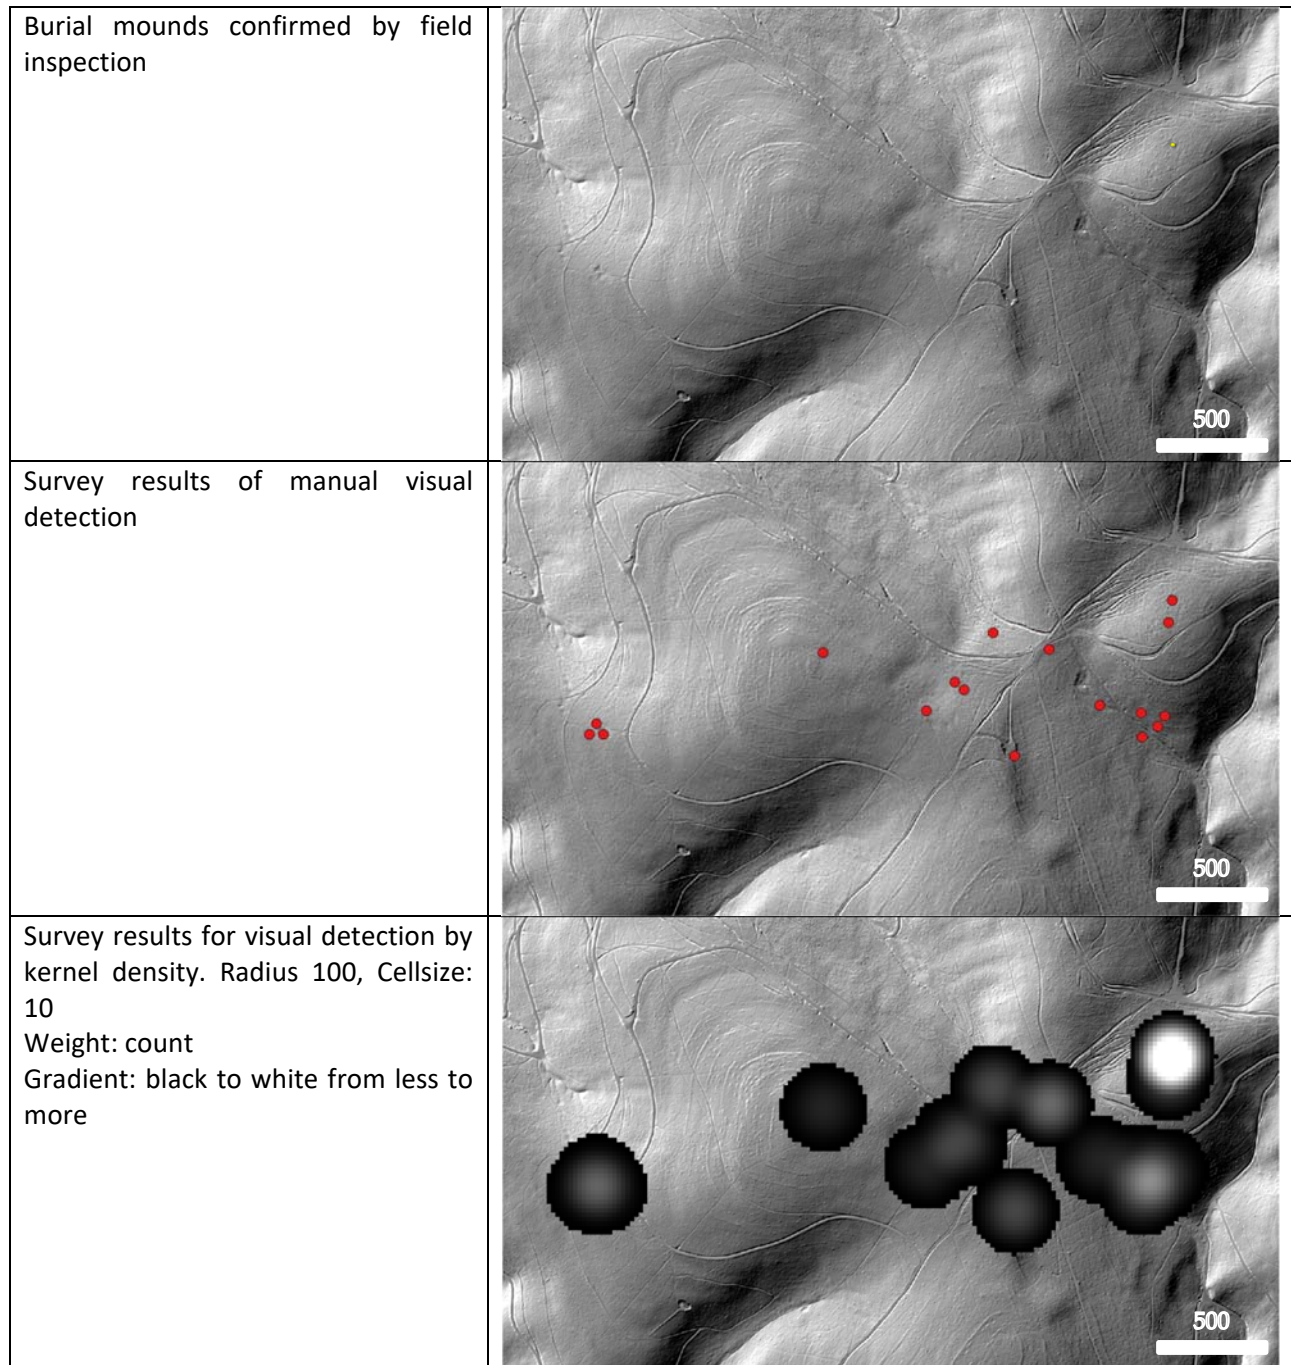 Burial mounds confirmed by field
inspection
500
Survey results of manual visual
detection
500
Survey results for visual detection by
kernel density. Radius 100, Cellsize:
10
Weight: count
Gradient: black to white from less to
more
500